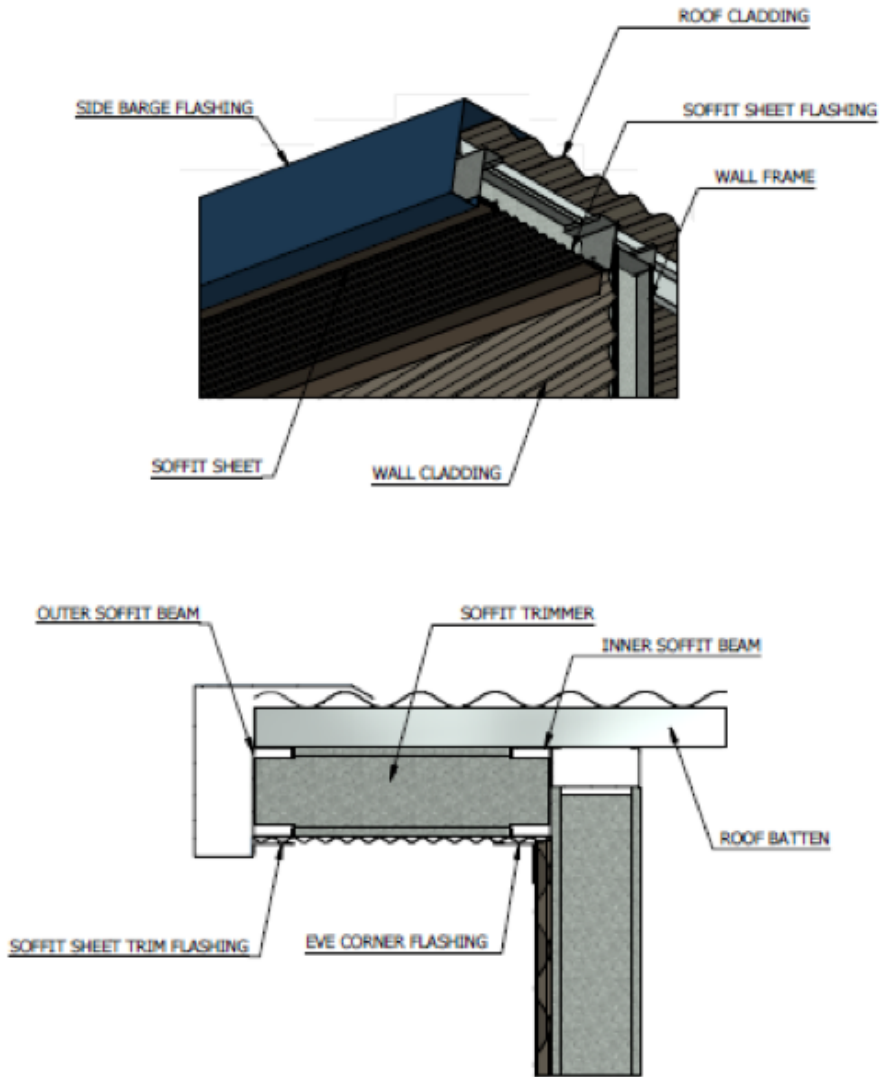 ROOF CLADDING
SIDE BARGE FLASHING
SOFFIT SHEET FLASHING
WALL FRAME
SOFFIT SHEET
WALL CLADDING
OUTER SOFFIT BEAM
SOFFIT TRIMMER
INNER SOFFIT BEAM
ROOF BATTEN
SOFFIT SHEET TRIM FLASHING
EVE CORNER FLASHING